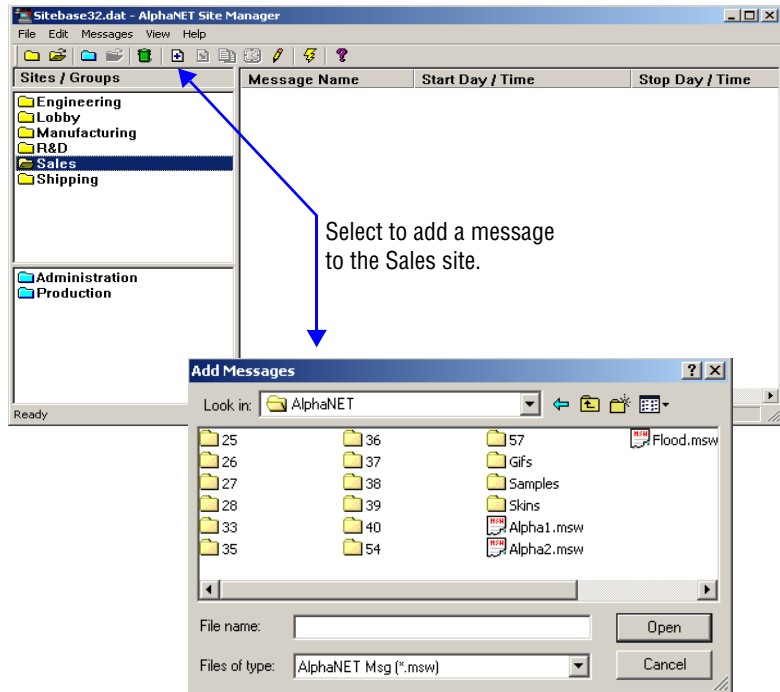 Sitebase32.dat - AlphaNET Site Manager
File Edit Messages View Help
Sites / Groups
Message Name Start Day / Time Stop Day / Time
Engineering
Lobby
Manufacturing
R&D
Sales
Shipping
Select to add a message
to the Sales site.
Administration
Production
Ready
Add Messages
Look in: AlphaNET
25 36 57 Flood.msw
26 37 Gifs
27 38 Samples
28 39 Skins
33 40 Alpha1.msw
35 54 Alpha2.msw
File name: Open
Files of type: AlphaNET Msg (*.msw) Cancel